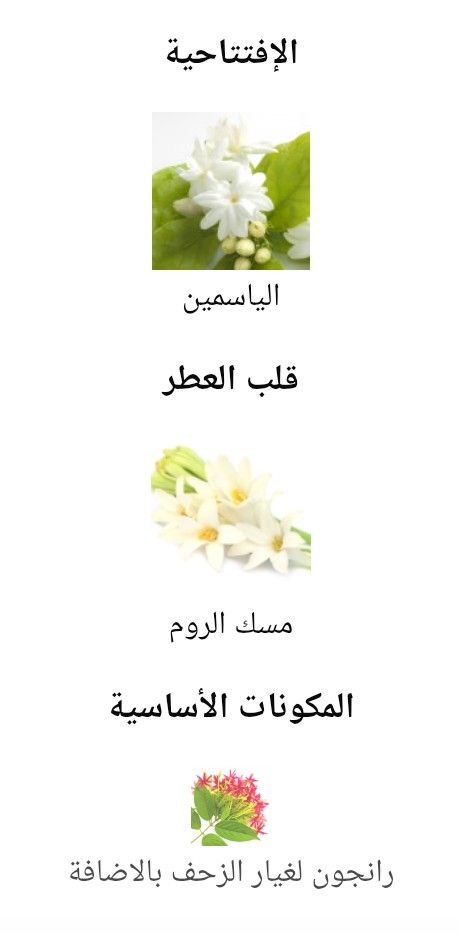 الإفتتاحية
الياسمين
قلب العطر
مسك الروم
المكونات الأساسية
رانجون لغيار الزحف بالاضافة